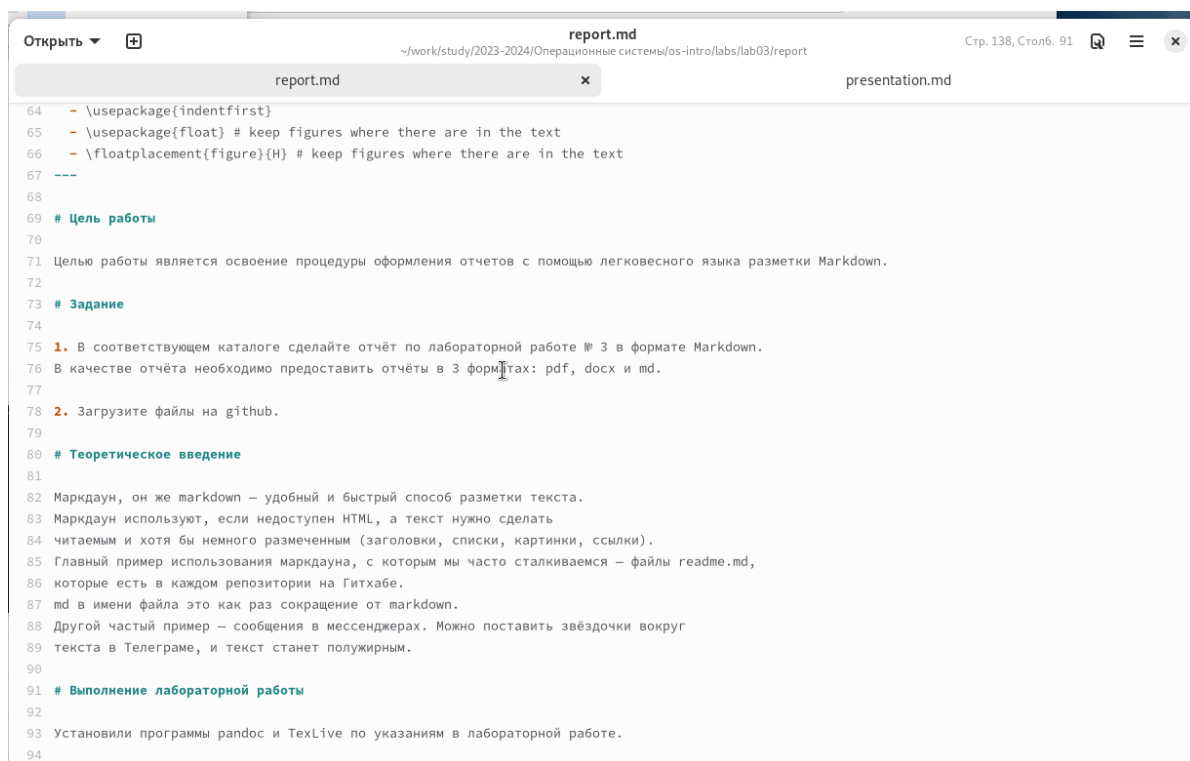 Открыть
report.md
~/work/study/2023-2024/Операционные системы/os-intro/labs/lab03/report
Стр. 138, Столб. 91
report.md
presentation.md
64 - \usepackage{indentfirst}
65 - \usepackage{float} # keep figures where there are in the text
66 - \floatplacement{figure}{H} # keep figures where there are in the text
67 ---
68
69 # Цель работы
70
71 Целью работы является освоение процедуры оформления отчетов с помощью легковесного языка разметки Markdown.
72
73 # Задание
74
75 1. В соответствующем каталоге сделайте отчёт по лабораторной работе № 3 в формате Markdown.
76 В качестве отчёта необходимо предоставить отчёты в 3 форматах: pdf, docx и md.
77
78 2. Загрузите файлы на github.
79
80 # Теоретическое введение
81
82 Маркдаун, он же markdown — удобный и быстрый способ разметки текста.
83 Маркдаун используют, если недоступен HTML, а текст нужно сделать
84 читаемым и хотя бы немного размеченным (заголовки, списки, картинки, ссылки).
85 Главный пример использования маркдауна, с которым мы часто сталкиваемся — файлы readme.md,
86 которые есть в каждом репозитории на Гитхабе.
87 md в имени файла это как раз сокращение от markdown.
88 Другой частый пример — сообщения в мессенджерах. Можно поставить звёздочки вокруг
89 текста в Телеграме, и текст станет полужирным.
90
91 # Выполнение лабораторной работы
92
93 Установили программы pandoc и TexLive по указаниям в лабораторной работе.
94